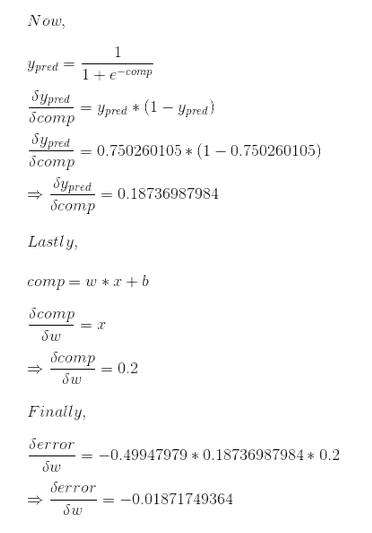 Now,
y_pred = 1 / (1 + e^{-comp})
δy_pred / δcomp = y_pred * (1 − y_pred)
δy_pred / δcomp = 0.750260105 * (1 − 0.750260105)
⇒ δy_pred / δcomp = 0.18736987984
Lastly,
comp = w * x + b
δcomp / δw = x
⇒ δcomp / δw = 0.2
Finally,
δerror / δw = −0.49947979 * 0.18736987984 * 0.2
⇒ δerror / δw = −0.01871749364